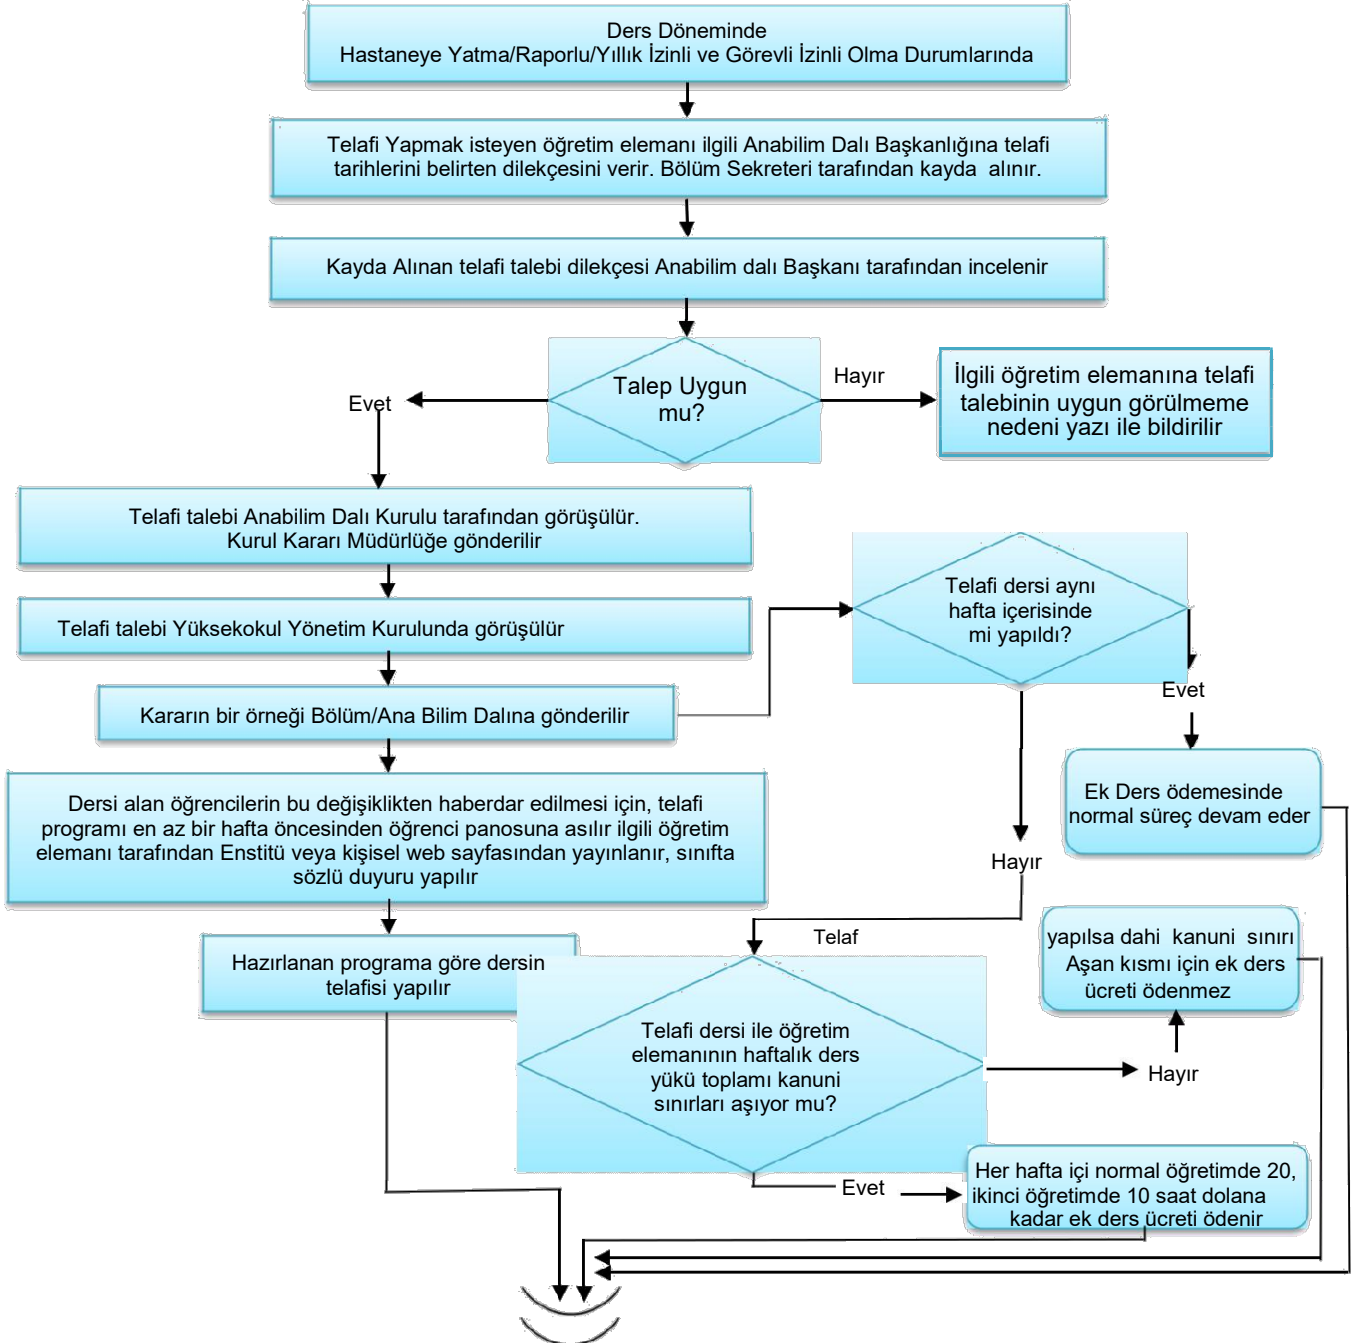 Ders Döneminde
Hastaneye Yatma/Raporlu/Yıllık İzinli ve Görevli İzinli Olma Durumlarında
Telafi Yapmak isteyen öğretim elemanı ilgili Anabilim Dalı Başkanlığına telafi
tarihlerini belirten dilekçesini verir. Bölüm Sekreteri tarafından kayda alınır.
Kayda Alınan telafi talebi dilekçesi Anabilim dalı Başkanı tarafından incelenir
Talep Uygun
mu?
Hayır
İlgili öğretim elemanına telafi
talebinin uygun görülmeme
nedeni yazı ile bildirilir
Evet
Telafi talebi Anabilim Dalı Kurulu tarafından görüşülür.
Kurul Kararı Müdürlüğe gönderilir
Telafi talebi Yüksekokul Yönetim Kurulunda görüşülür
Kararın bir örneği Bölüm/Ana Bilim Dalına gönderilir
Telafi dersi aynı
hafta içerisinde
mi yapıldı?
Evet
Ek Ders ödemesinde
normal süreç devam eder
Dersi alan öğrencilerin bu değişiklikten haberdar edilmesi için, telafi
programı en az bir hafta öncesinden öğrenci panosuna asılır ilgili öğretim
elemanı tarafından Enstitü veya kişisel web sayfasından yayınlanır, sınıfta
sözlü duyuru yapılır
Hayır
Telaf
Hazırlanan programa göre dersin
telafisi yapılır
yapılsa dahi kanuni sınırı
Aşan kısmı için ek ders
ücreti ödenmez
Telafi dersi ile öğretim
elemanının haftalık ders
yükü toplamı kanuni
sınırları aşıyor mu?
Hayır
Evet
Her hafta içi normal öğretimde 20,
ikinci öğretimde 10 saat dolana
kadar ek ders ücreti ödenir